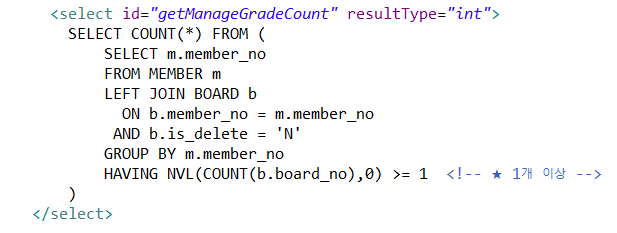 <select id="getManageGradeCount" resultType="int">
SELECT COUNT(*) FROM (
SELECT m.member_no
FROM MEMBER m
LEFT JOIN BOARD b
ON b.member_no = m.member_no
AND b.is_delete = 'N'
GROUP BY m.member_no
HAVING NVL(COUNT(b.board_no),0) >= 1 <!-- ★ 1개 이상 -->
)
</select>